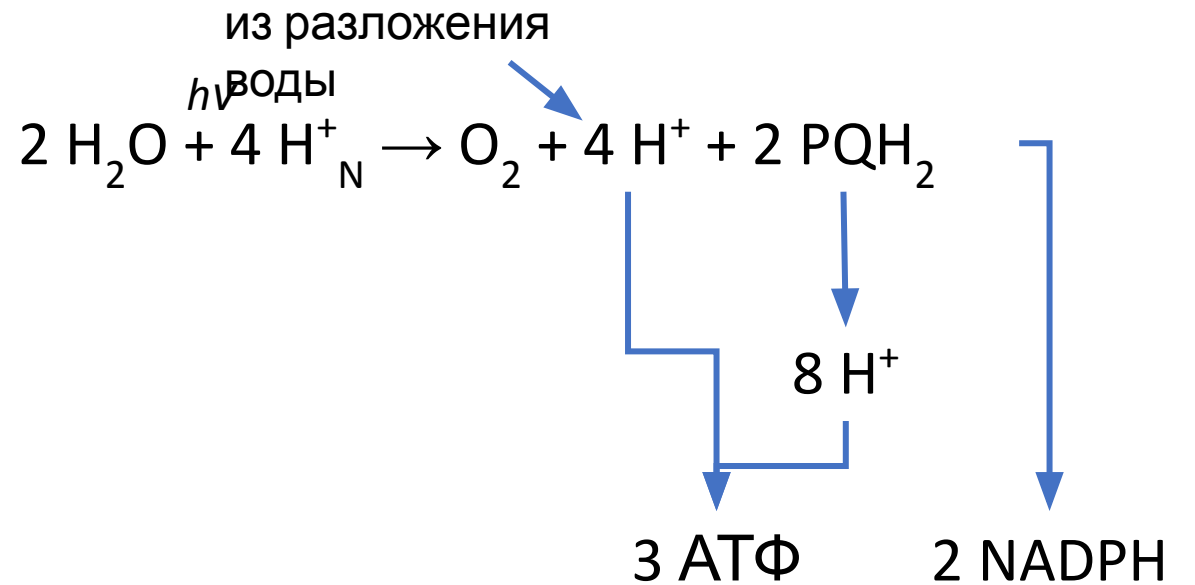 из разложения
воды
hν
2 H₂O + 4 H⁺N → O₂ + 4 H⁺ + 2 PQH₂
8 H⁺
3 АТФ 2 NADPH